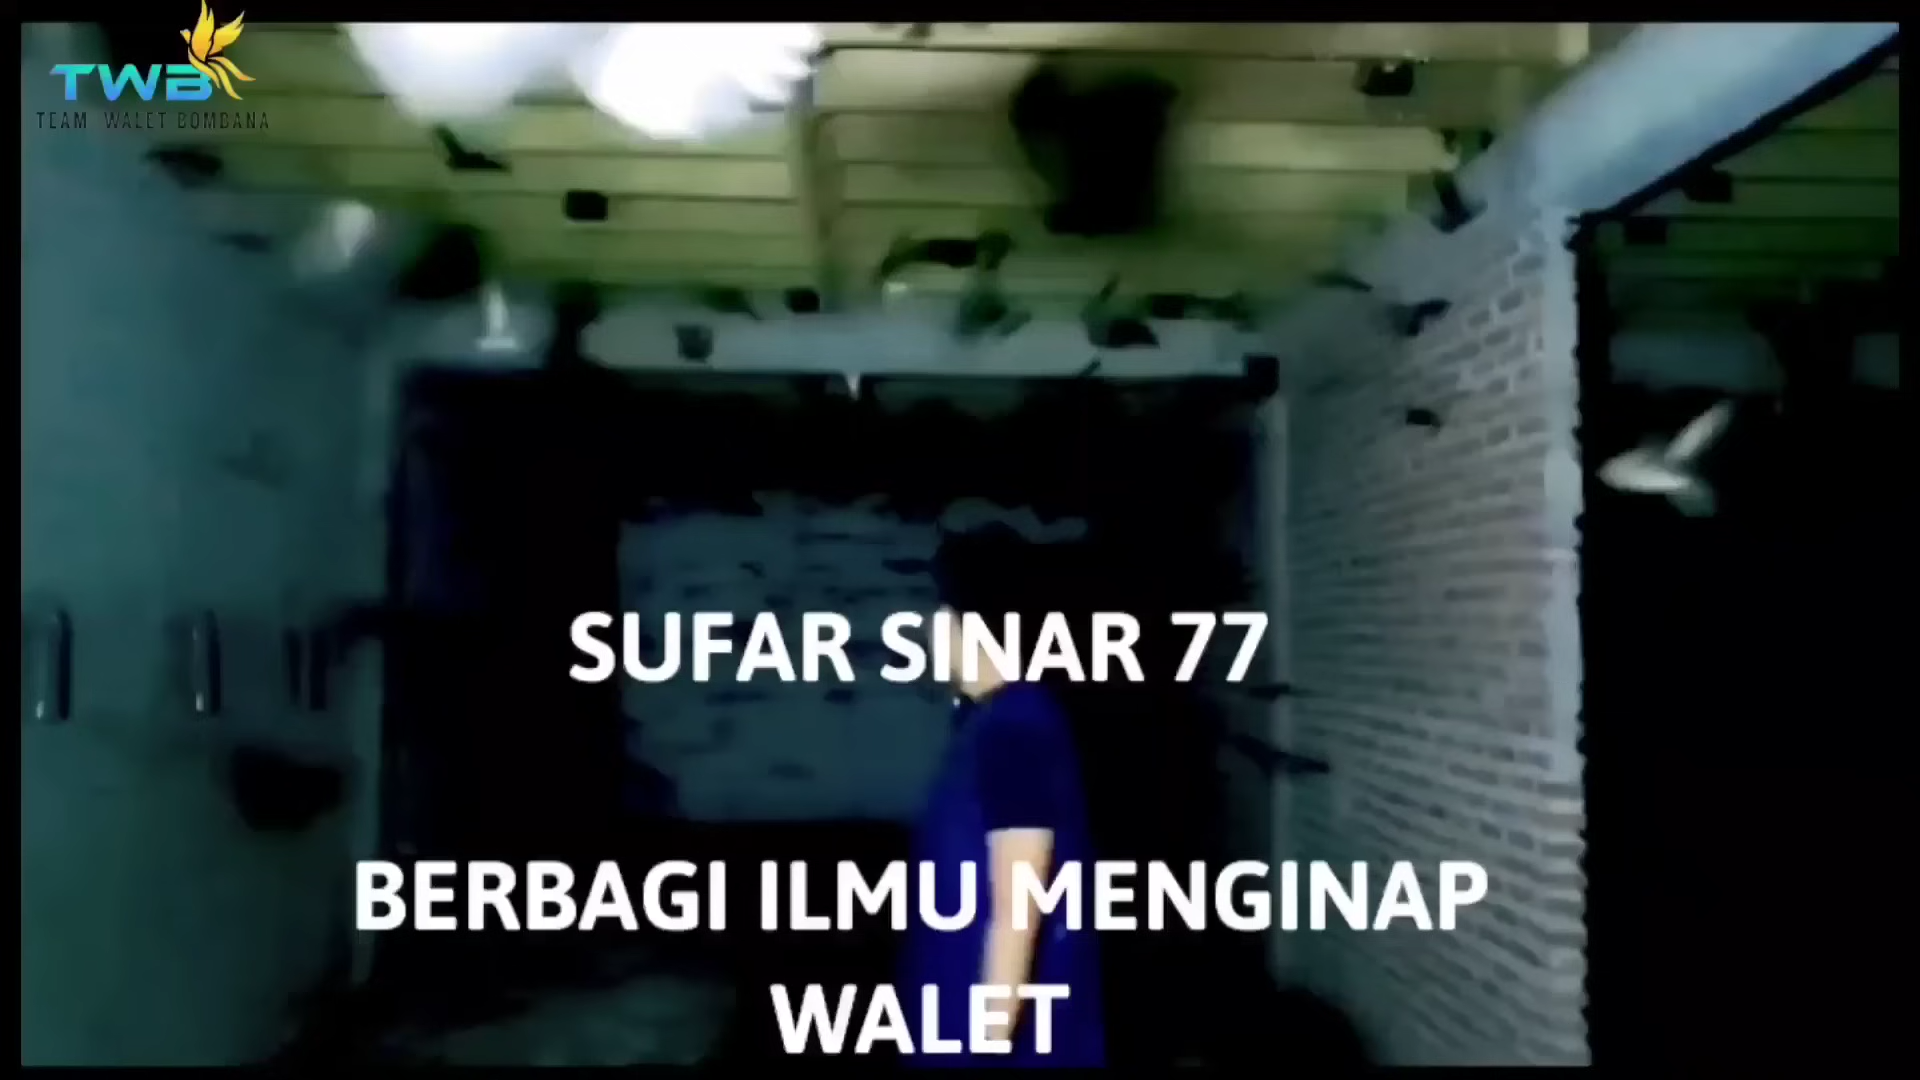 TWB
TEAM WALET BOMBANA
SUFAR SINAR 77
BERBAGI ILMU MENGINAP
WALET